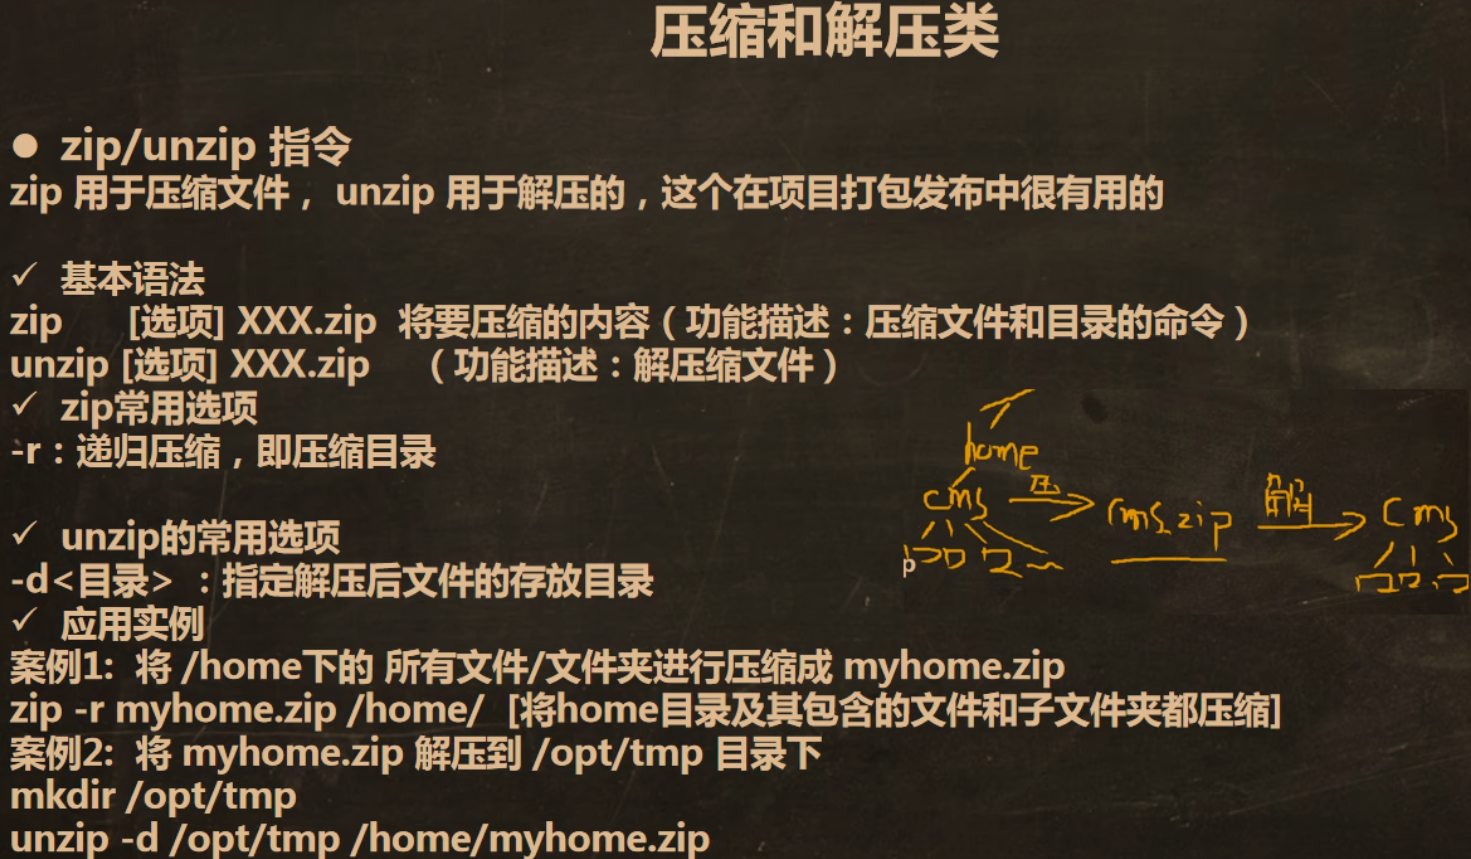 压缩和解压类
● zip/unzip 指令
zip 用于压缩文件， unzip 用于解压的，这个在项目打包发布中很有用的
✓ 基本语法
zip [选项] XXX.zip 将要压缩的内容（功能描述：压缩文件和目录的命令）
unzip [选项] XXX.zip （功能描述：解压缩文件）
✓ zip常用选项
-r：递归压缩，即压缩目录
home
cms 压 cms.zip 解 cms
p
✓ unzip的常用选项
-d<目录> ：指定解压后文件的存放目录
✓ 应用实例
案例1: 将 /home下的 所有文件/文件夹进行压缩成 myhome.zip
zip -r myhome.zip /home/ [将home目录及其包含的文件和子文件夹都压缩]
案例2: 将 myhome.zip 解压到 /opt/tmp 目录下
mkdir /opt/tmp
unzip -d /opt/tmp /home/myhome.zip